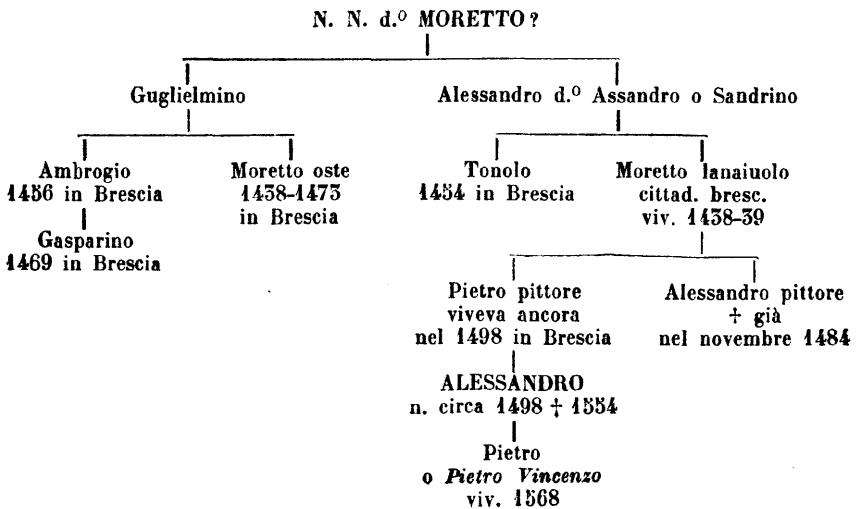 N. N. d.º MORETTO?
Guglielmino
Alessandro d.º Assandro o Sandrino
Ambrogio
1456 in Brescia
Moretto oste
1438-1473
in Brescia
Tonolo
1454 in Brescia
Moretto lanaiuolo
cittad. bresc.
viv. 1438-39
Gasparino
1469 in Brescia
Pietro pittore
viveva ancora
nel 1498 in Brescia
Alessandro pittore
† già
nel novembre 1484
ALESSANDRO
n. circa 1498 † 1554
Pietro
o Pietro Vincenzo
viv. 1568